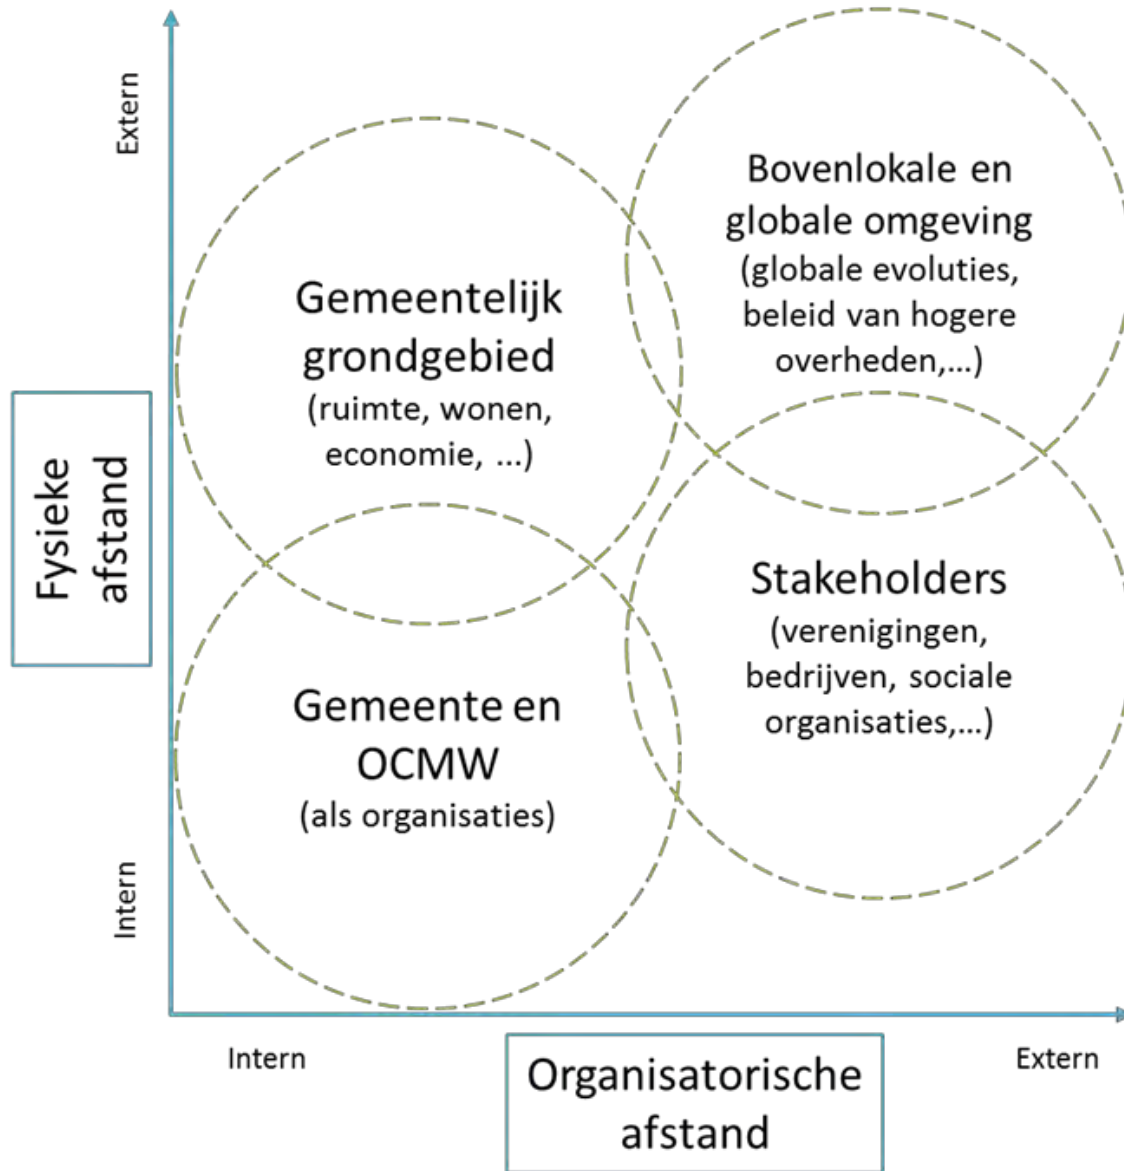 Extern
Bovenlokale en
globale omgeving
(globale evoluties,
beleid van hogere
overheden,...)
Gemeentelijk
grondgebied
(ruimte, wonen,
economie, ...)
Fysieke
afstand
Stakeholders
(verenigingen,
bedrijven, sociale
organisaties,...)
Gemeente en
OCMW
(als organisaties)
Intern
Intern
Extern
Organisatorische
afstand